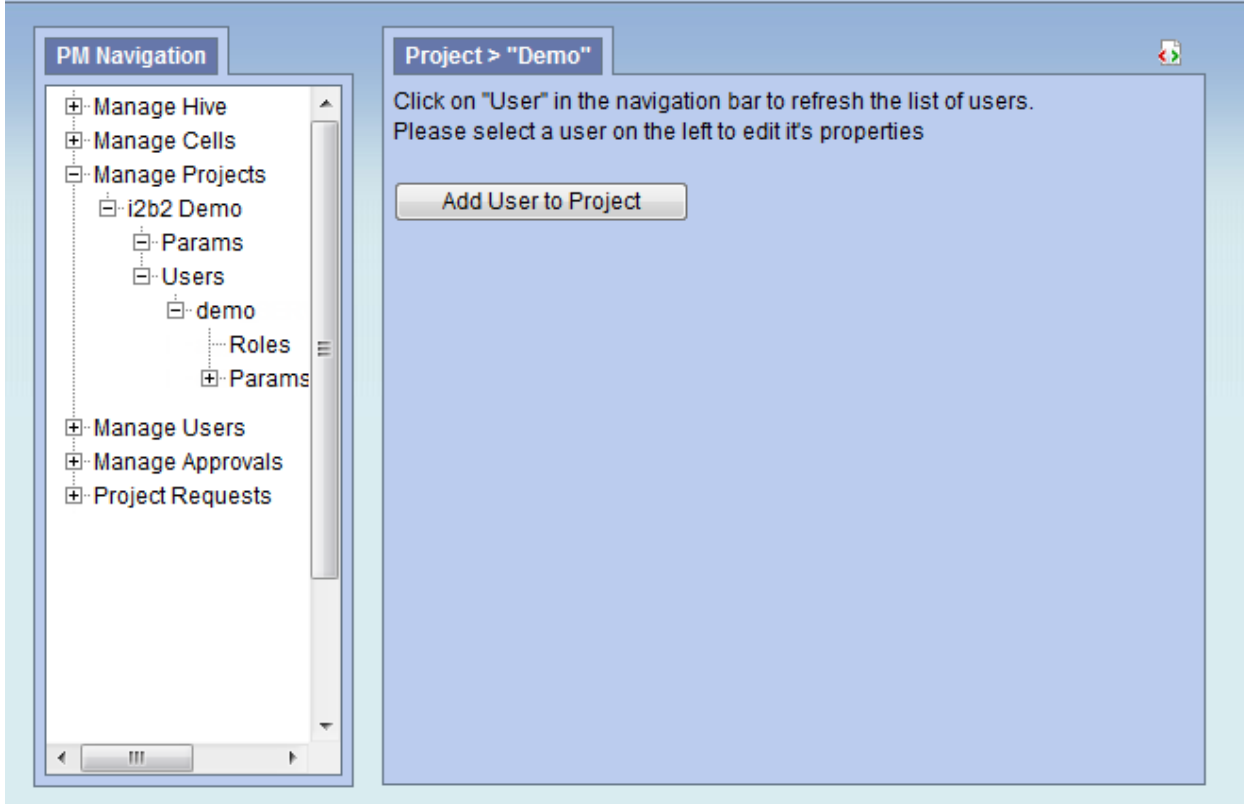 PM Navigation
Manage Hive
Manage Cells
Manage Projects
i2b2 Demo
Params
Users
demo
Roles
Params
Manage Users
Manage Approvals
Project Requests
Project > "Demo"
Click on "User" in the navigation bar to refresh the list of users.
Please select a user on the left to edit it's properties
Add User to Project